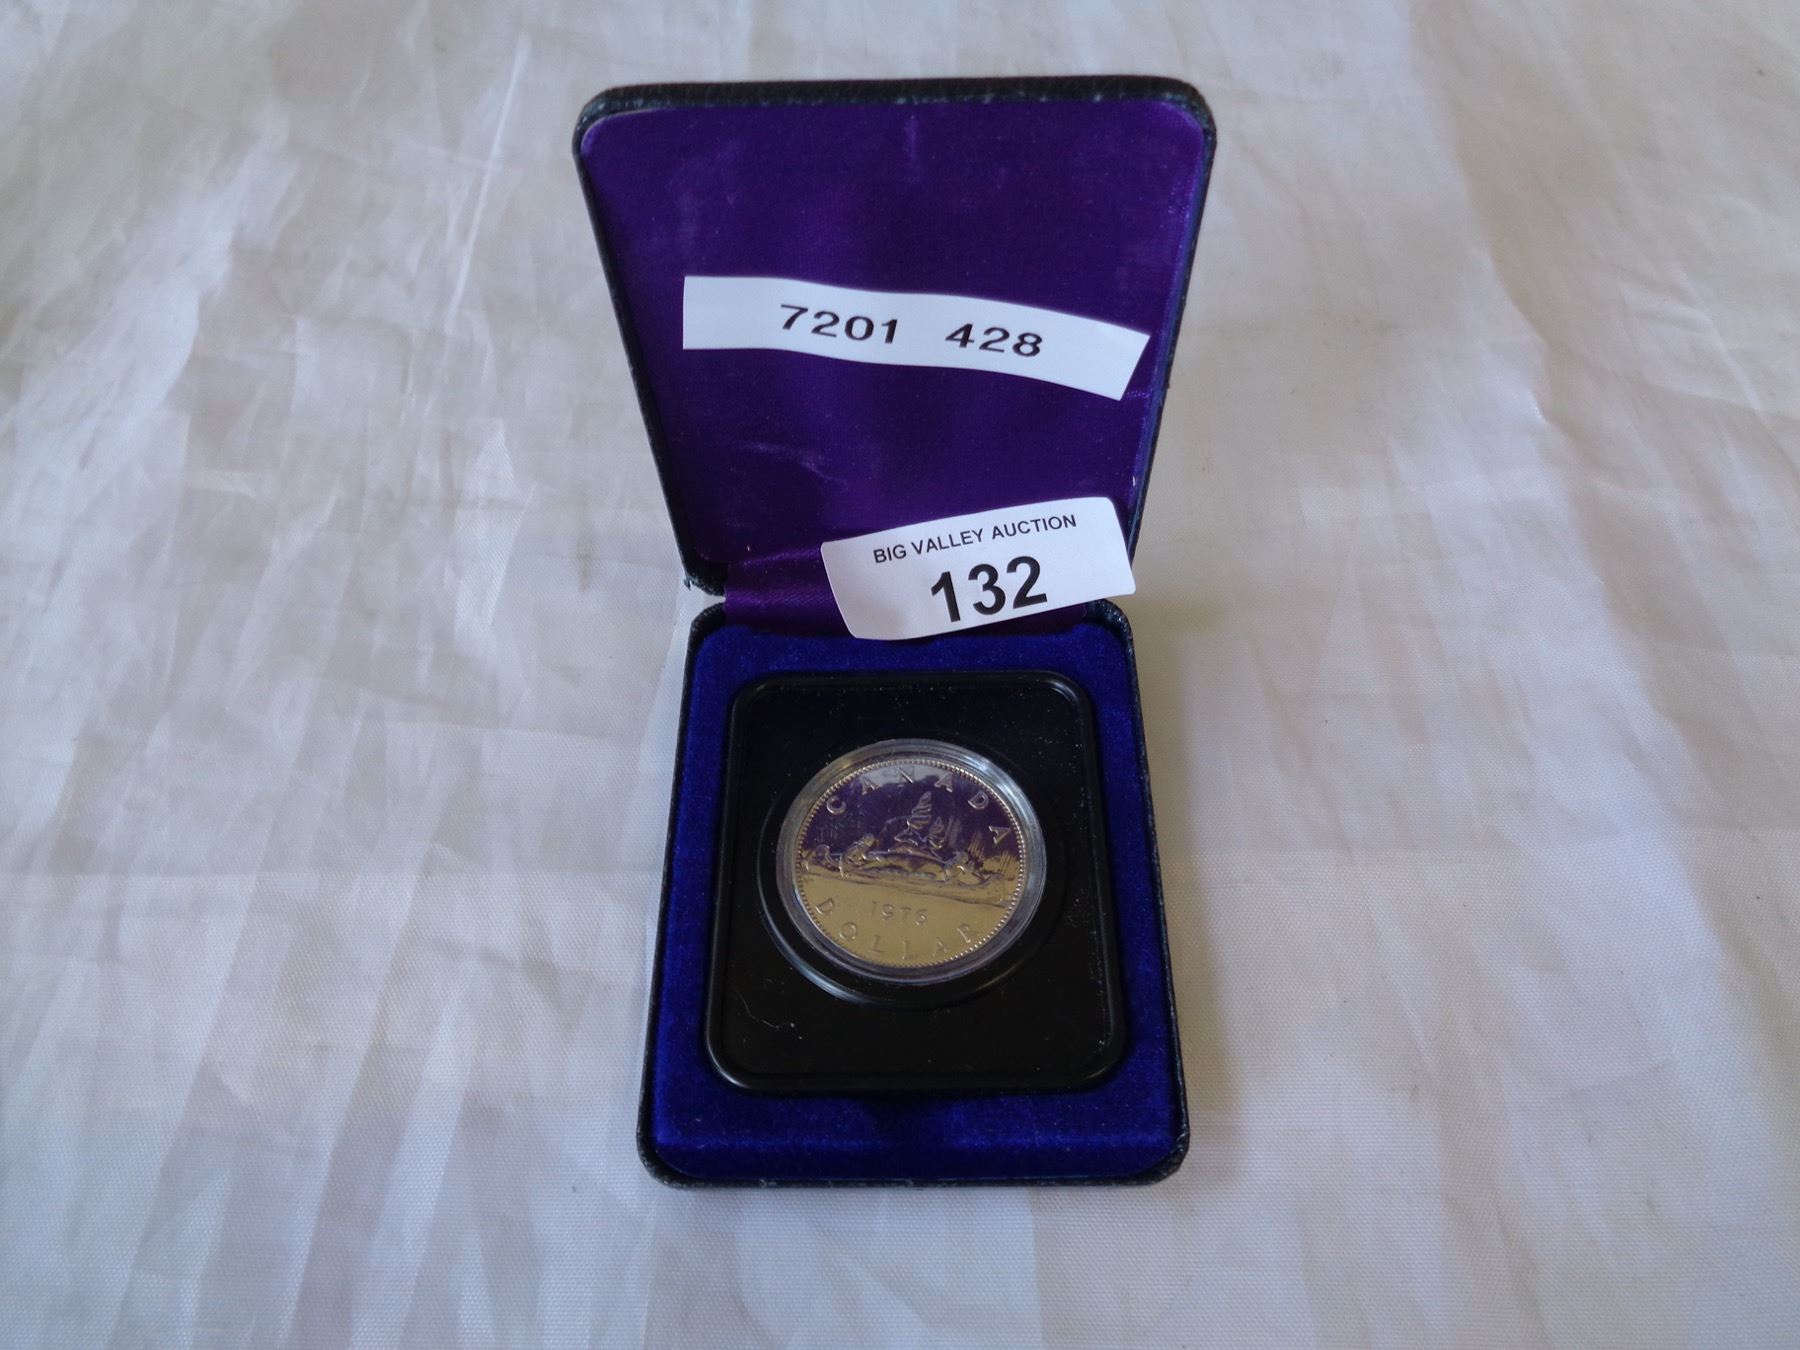 7201 428
BIG VALLEY AUCTION
132
CANADA
1976
DOLLAR